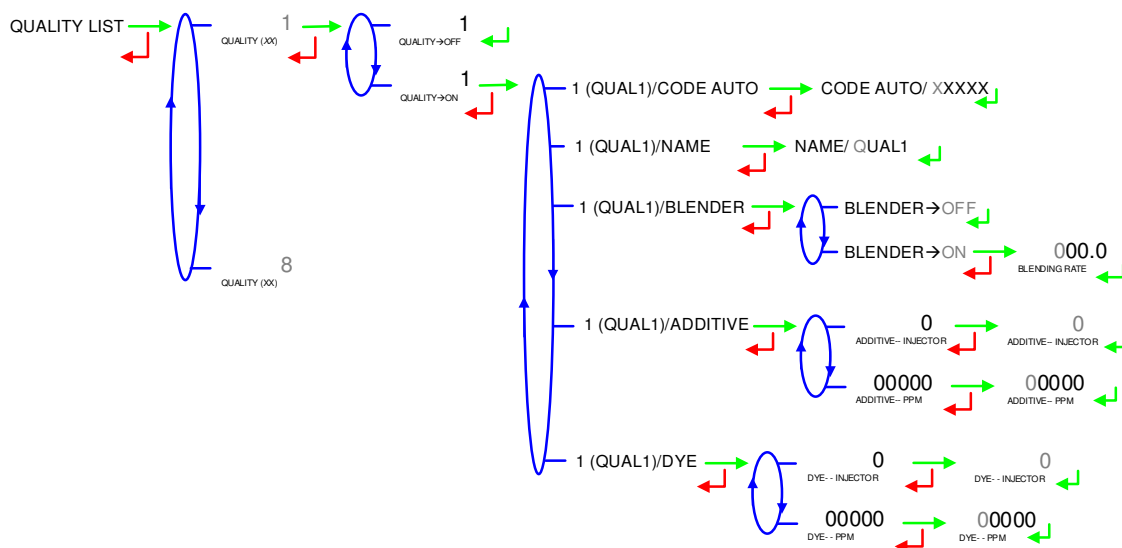 QUALITY LIST
1
QUALITY (XX)
1
QUALITY→OFF
1
QUALITY→ON
8
QUALITY (XX)
1 (QUAL1)/CODE AUTO
CODE AUTO/ XXXXX
1 (QUAL1)/NAME
NAME/ QUAL1
1 (QUAL1)/BLENDER
BLENDER→OFF
BLENDER→ON
000.0
BLENDING RATE
1 (QUAL1)/ADDITIVE
0
ADDITIVE-- INJECTOR
0
ADDITIVE-- INJECTOR
00000
ADDITIVE-- PPM
00000
ADDITIVE-- PPM
1 (QUAL1)/DYE
0
DYE-- INJECTOR
0
DYE-- INJECTOR
00000
DYE-- PPM
00000
DYE-- PPM